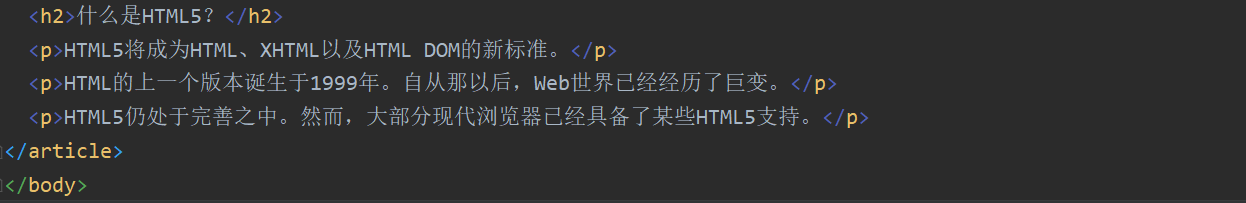 <h2>什么是HTML5？</h2>
<p>HTML5将成为HTML、XHTML以及HTML DOM的新标准。</p>
<p>HTML的上一个版本诞生于1999年。自从那以后，Web世界已经经历了巨变。</p>
<p>HTML5仍处于完善之中。然而，大部分现代浏览器已经具备了某些HTML5支持。</p>
</article>
</body>